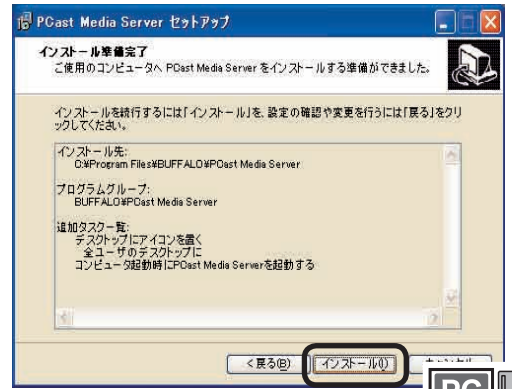 PCast Media Server セットアップ
インストール準備完了
ご使用のコンピュータへ PCast Media Server をインストールする準備ができました。
インストールを続行するには「インストール」を、設定の確認や変更を行うには「戻る」をクリ
ックしてください。
インストール先:
C:¥Program Files¥BUFFALO¥PCast Media Server
プログラムグループ:
BUFFALO¥PCast Media Server
追加タスク一覧:
デスクトップにアイコンを置く
全ユーザのデスクトップに
コンピュータ起動時にPCast Media Serverを起動する
< 戻る(B)
インストール(I)
PC